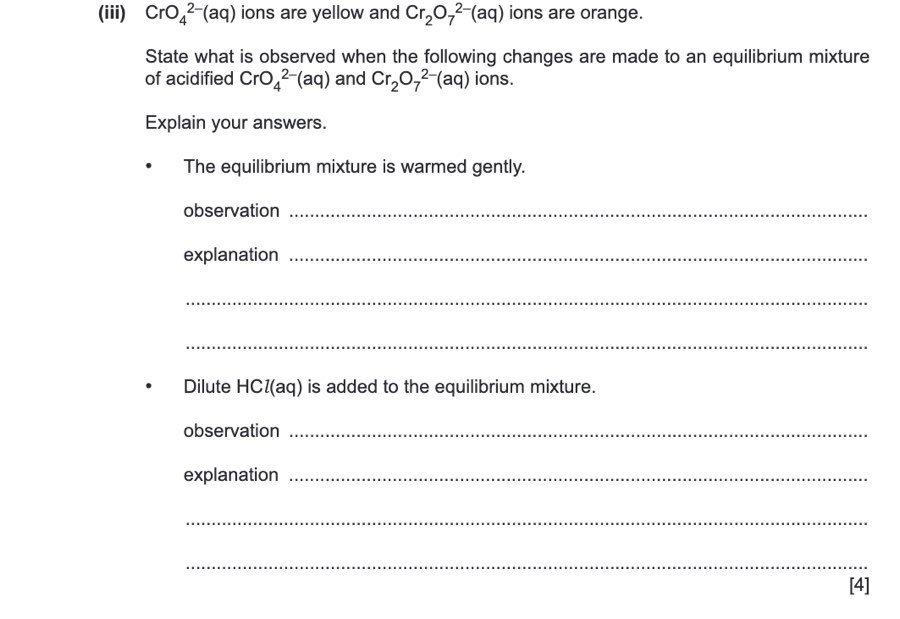 (iii) CrO₄²⁻(aq) ions are yellow and Cr₂O₇²⁻(aq) ions are orange.
State what is observed when the following changes are made to an equilibrium mixture
of acidified CrO₄²⁻(aq) and Cr₂O₇²⁻(aq) ions.
Explain your answers.
• The equilibrium mixture is warmed gently.
observation ..........................................................................................................
explanation ..........................................................................................................
..........................................................................................................
..........................................................................................................
• Dilute HCl(aq) is added to the equilibrium mixture.
observation ..........................................................................................................
explanation ..........................................................................................................
..........................................................................................................
..........................................................................................................
[4]